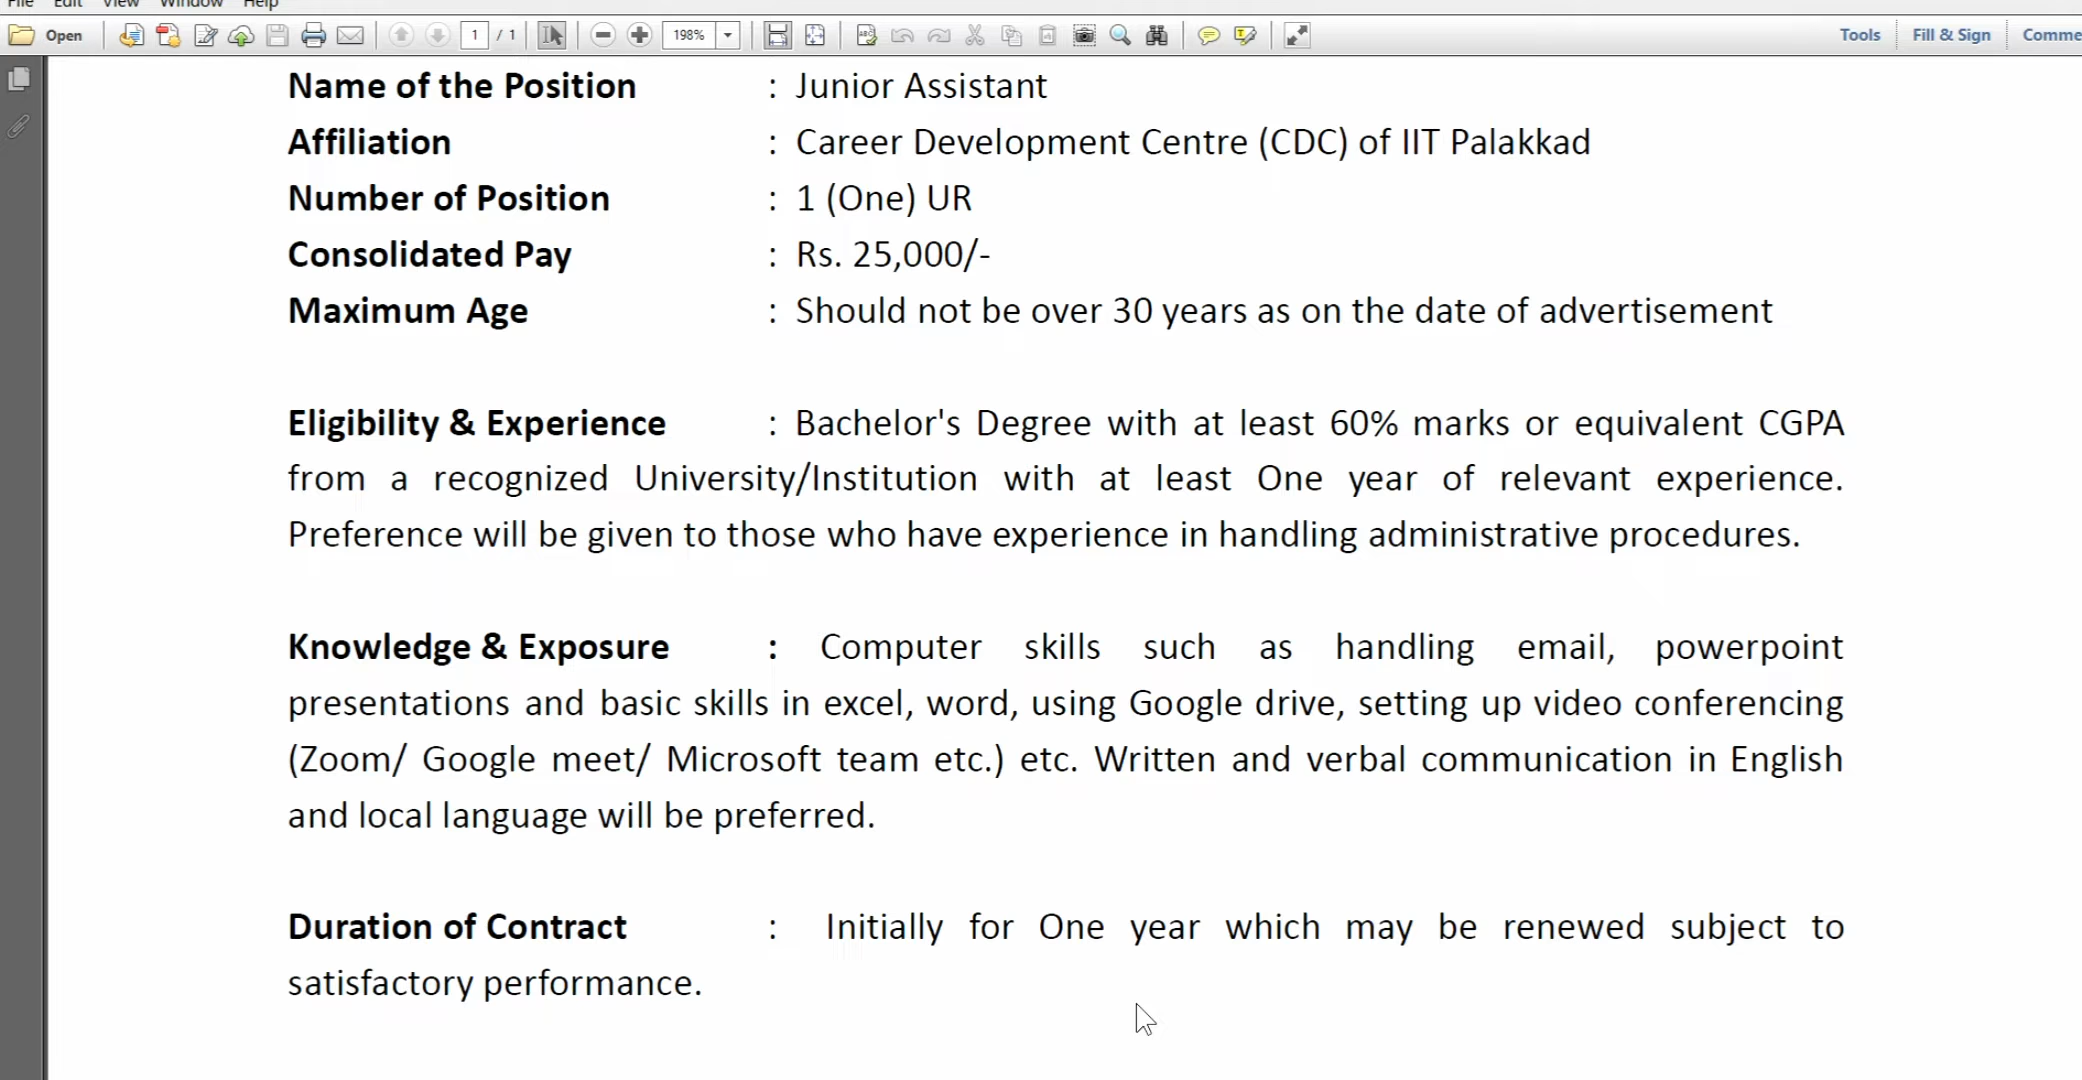 File Edit View Window Help
Open 1 / 1 198% Tools Fill & Sign Comme
Name of the Position : Junior Assistant
Affiliation : Career Development Centre (CDC) of IIT Palakkad
Number of Position : 1 (One) UR
Consolidated Pay : Rs. 25,000/-
Maximum Age : Should not be over 30 years as on the date of advertisement
Eligibility & Experience : Bachelor's Degree with at least 60% marks or equivalent CGPA
from a recognized University/Institution with at least One year of relevant experience.
Preference will be given to those who have experience in handling administrative procedures.
Knowledge & Exposure : Computer skills such as handling email, powerpoint
presentations and basic skills in excel, word, using Google drive, setting up video conferencing
(Zoom/ Google meet/ Microsoft team etc.) etc. Written and verbal communication in English
and local language will be preferred.
Duration of Contract : Initially for One year which may be renewed subject to
satisfactory performance.